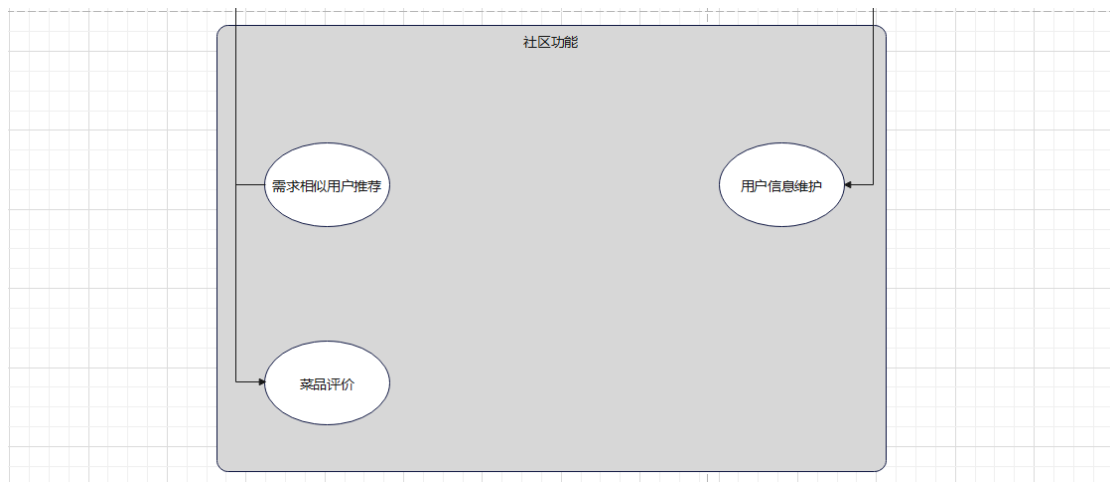 社区功能
需求相似用户推荐
用户信息维护
菜品评价